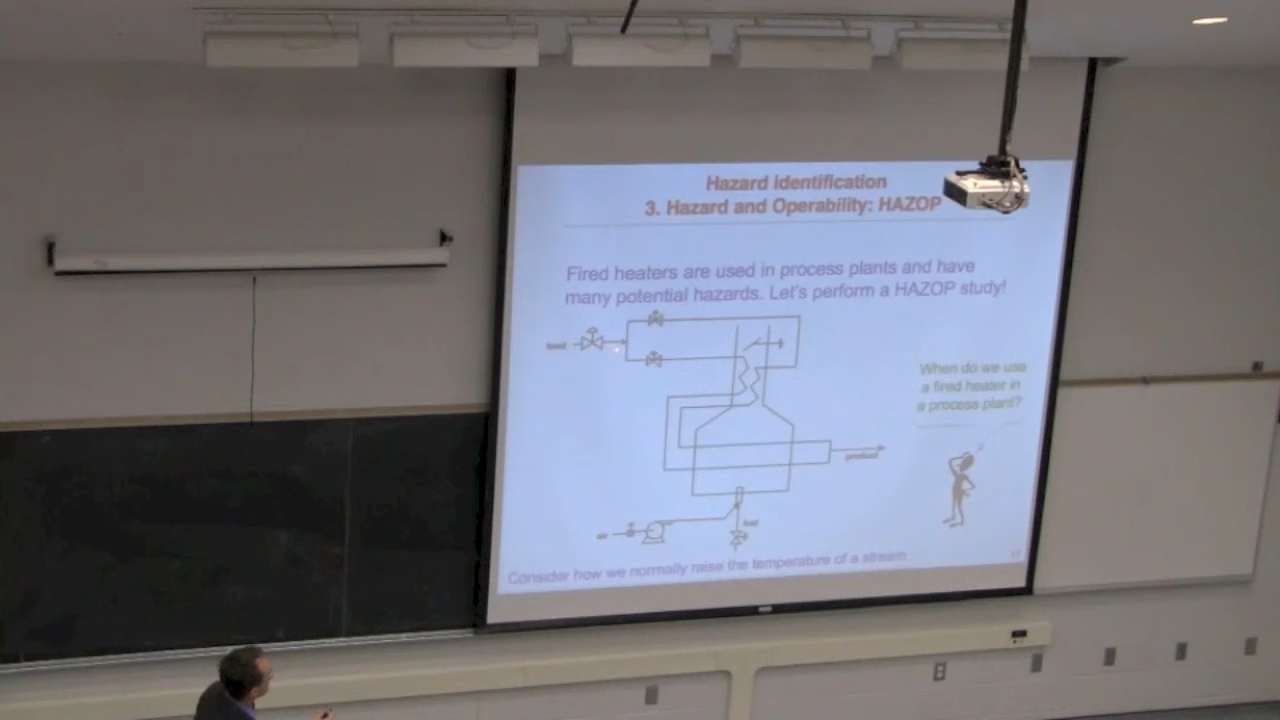 Hazard Identification
3. Hazard and Operability: HAZOP
Fired heaters are used in process plants and have
many potential hazards. Let's perform a HAZOP study!
feed
When do we use
a fired heater in
a process plant?
product
fuel
air
Consider how we normally raise the temperature of a stream